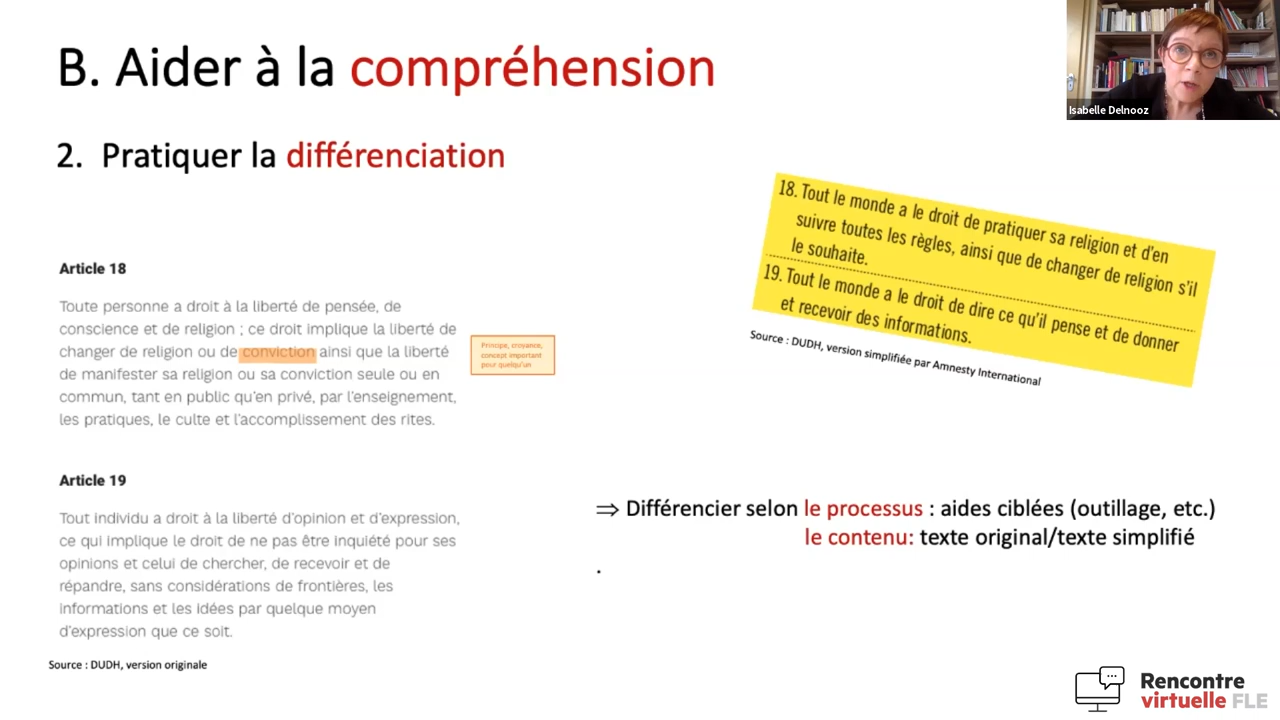 B. Aider à la compréhension
Isabelle Delnooz
2. Pratiquer la différenciation
18. Tout le monde a le droit de pratiquer sa religion et d'en
suivre toutes les règles, ainsi que de changer de religion s'il
le souhaite.
19. Tout le monde a le droit de dire ce qu'il pense et de donner
et recevoir des informations.
Source : DUDH, version simplifiée par Amnesty International
Article 18
Toute personne a droit à la liberté de pensée, de
conscience et de religion ; ce droit implique la liberté de
changer de religion ou de conviction ainsi que la liberté
de manifester sa religion ou sa conviction seule ou en
commun, tant en public qu'en privé, par l'enseignement,
les pratiques, le culte et l'accomplissement des rites.
Principe, croyance,
concept important
pour quelqu'un
Article 19
Tout individu a droit à la liberté d'opinion et d'expression,
ce qui implique le droit de ne pas être inquiété pour ses
opinions et celui de chercher, de recevoir et de
répandre, sans considérations de frontières, les
informations et les idées par quelque moyen
d'expression que ce soit.
Source : DUDH, version originale
⇒ Différencier selon le processus : aides ciblées (outillage, etc.)
le contenu: texte original/texte simplifié
.
Rencontre
virtuelle FLE